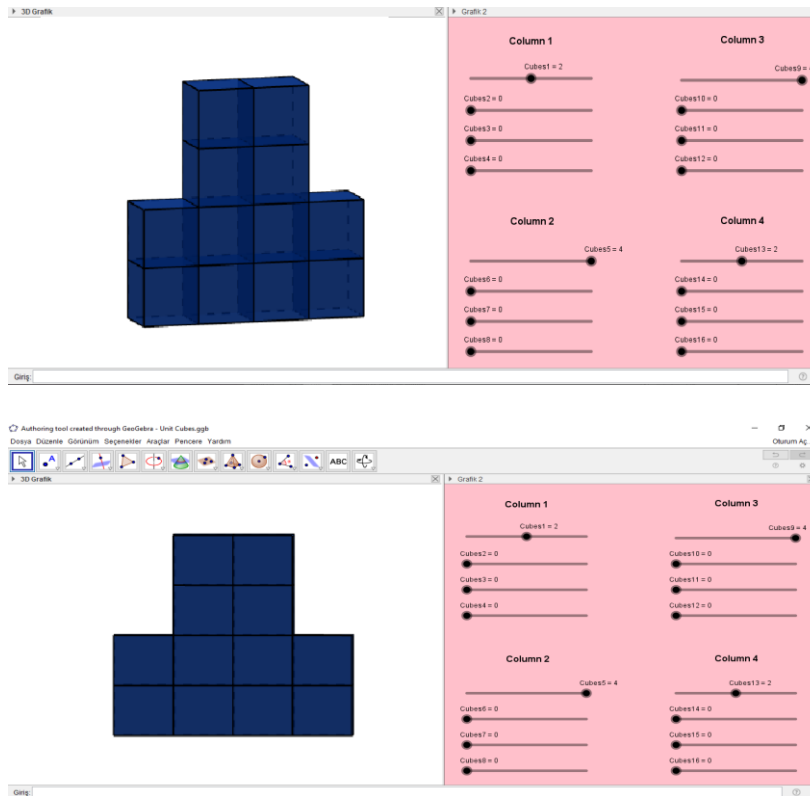 3D Grafik
Grafik 2
Column 1
Cubes1 = 2
Cubes2 = 0
Cubes3 = 0
Cubes4 = 0
Column 3
Cubes9 =
Cubes10 = 0
Cubes11 = 0
Cubes12 = 0
Column 2
Cubes5 = 4
Cubes6 = 0
Cubes7 = 0
Cubes8 = 0
Column 4
Cubes13 = 2
Cubes14 = 0
Cubes15 = 0
Cubes16 = 0
Giriş:
Authoring tool created through GeoGebra - Unit Cubes.ggb
Dosya Düzenle Görünüm Seçenekler Araçlar Pencere Yardım
Oturum Aç..
ABC
3D Grafik
Grafik 2
Column 1
Cubes1 = 2
Cubes2 = 0
Cubes3 = 0
Cubes4 = 0
Column 3
Cubes9 = 4
Cubes10 = 0
Cubes11 = 0
Cubes12 = 0
Column 2
Cubes5 = 4
Cubes6 = 0
Cubes7 = 0
Cubes8 = 0
Column 4
Cubes13 = 2
Cubes14 = 0
Cubes15 = 0
Cubes16 = 0
Giriş: